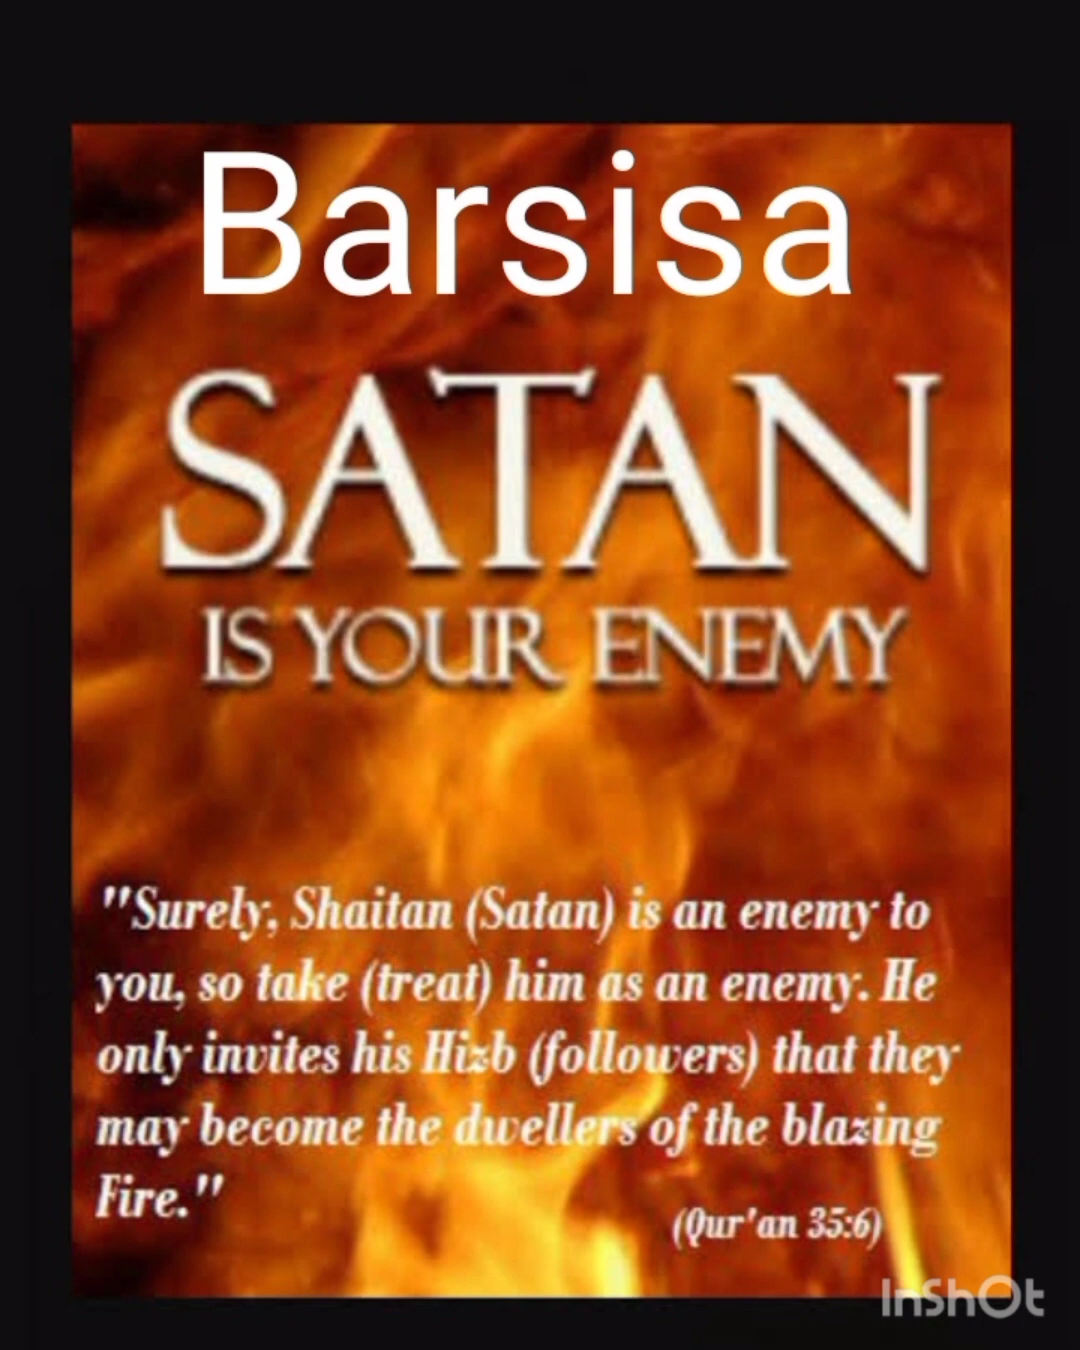 Barsisa
SATAN
IS YOUR ENEMY
"Surely, Shaitan (Satan) is an enemy to
you, so take (treat) him as an enemy. He
only invites his Hizb (followers) that they
may become the dwellers of the blazing
Fire."
(Qur'an 35:6)
InShOt